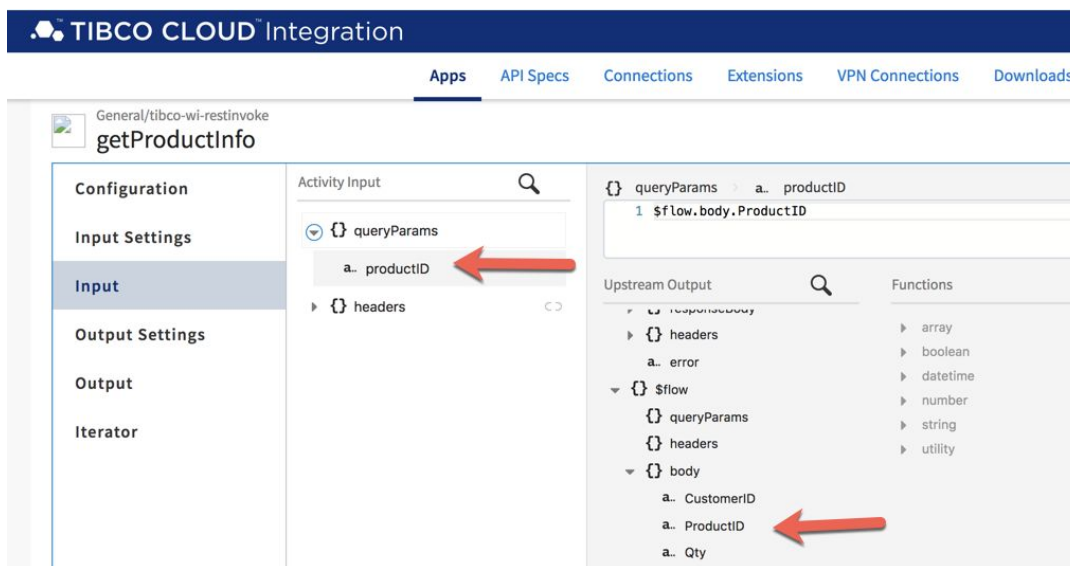 TIBCO CLOUD™ Integration
Apps API Specs Connections Extensions VPN Connections Downloads
General/tibco-wi-restinvoke
getProductInfo
Configuration
Input Settings
Input
Output Settings
Output
Iterator
Activity Input
{} queryParams
a.. productID
{} headers
{} queryParams a.. productID
1 $flow.body.ProductID
Upstream Output
{} responseBody
{} headers
a.. error
{} $flow
{} queryParams
{} headers
{} body
a.. CustomerID
a.. ProductID
a.. Qty
Functions
array
boolean
datetime
number
string
utility